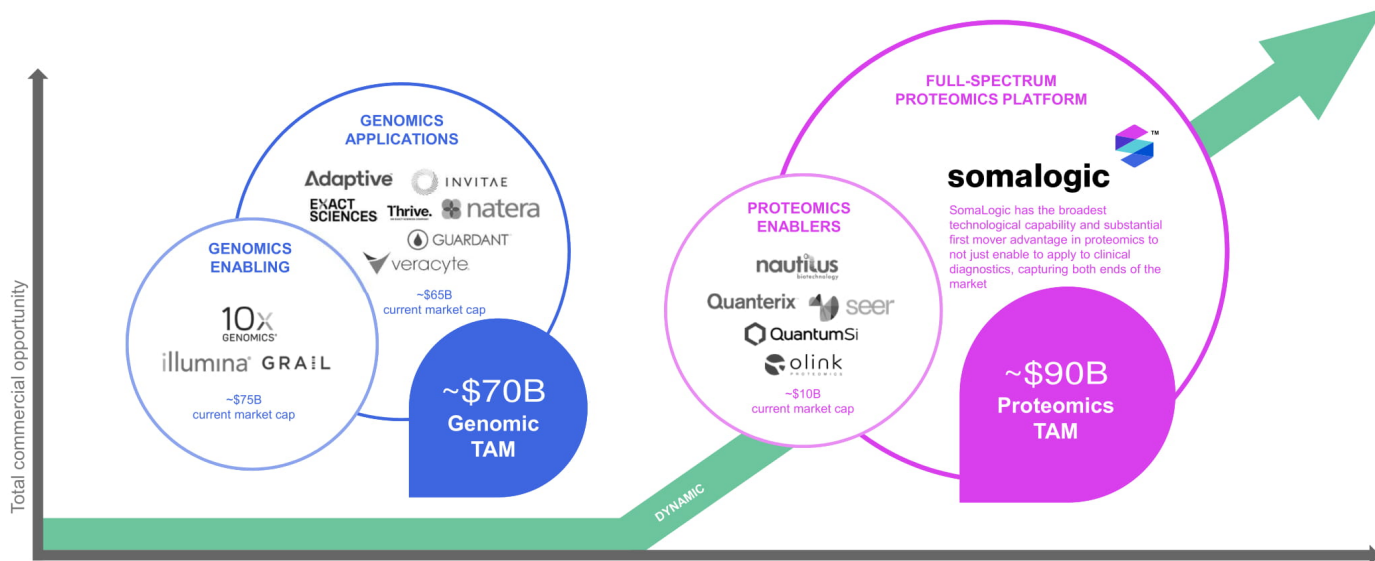 Total commercial opportunity
GENOMICS
APPLICATIONS
Adaptive
INVITAE
EXACT
SCIENCES
Thrive.
natera
GUARDANT
veracyte.
~$65B
current market cap
GENOMICS
ENABLING
10x
GENOMICS
illumina GRAIL
~$75B
current market cap
~$70B
Genomic
TAM
DYNAMIC
PROTEOMICS
ENABLERS
nautilus
biotechnology
Quanterix seer
QuantumSi
olink
PROTEOMICS
~$10B
current market cap
FULL-SPECTRUM
PROTEOMICS PLATFORM
TM
somalogic
SomaLogic has the broadest
technological capability and substantial
first mover advantage in proteomics to
not just enable to apply to clinical
diagnostics, capturing both ends of the
market
~$90B
Proteomics
TAM